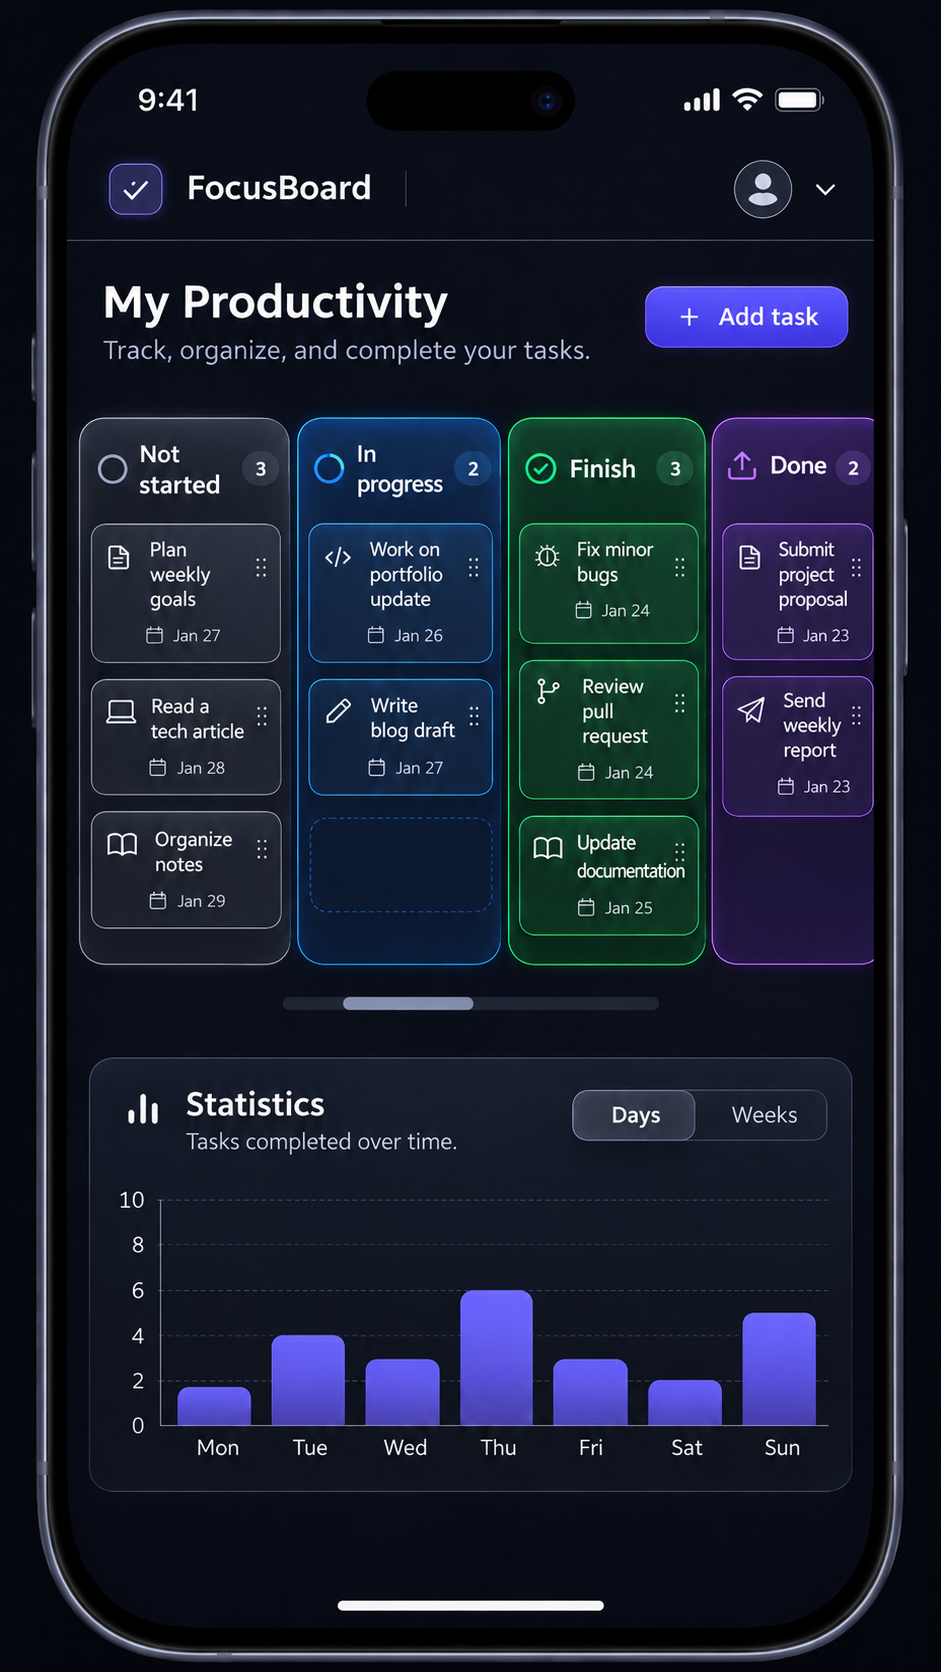 9:41
FocusBoard
My Productivity
Track, organize, and complete your tasks.
+ Add task
Not
started
3
Plan
weekly
goals
Jan 27
Read a
tech article
Jan 28
Organize
notes
Jan 29
In
progress
2
Work on
portfolio
update
Jan 26
Write
blog draft
Jan 27
Finish
3
Fix minor
bugs
Jan 24
Review
pull
request
Jan 24
Update
documentation
Jan 25
Done
2
Submit
project
proposal
Jan 23
Send
weekly
report
Jan 23
Statistics
Tasks completed over time.
Days
Weeks
10
8
6
4
2
0
Mon Tue Wed Thu Fri Sat Sun